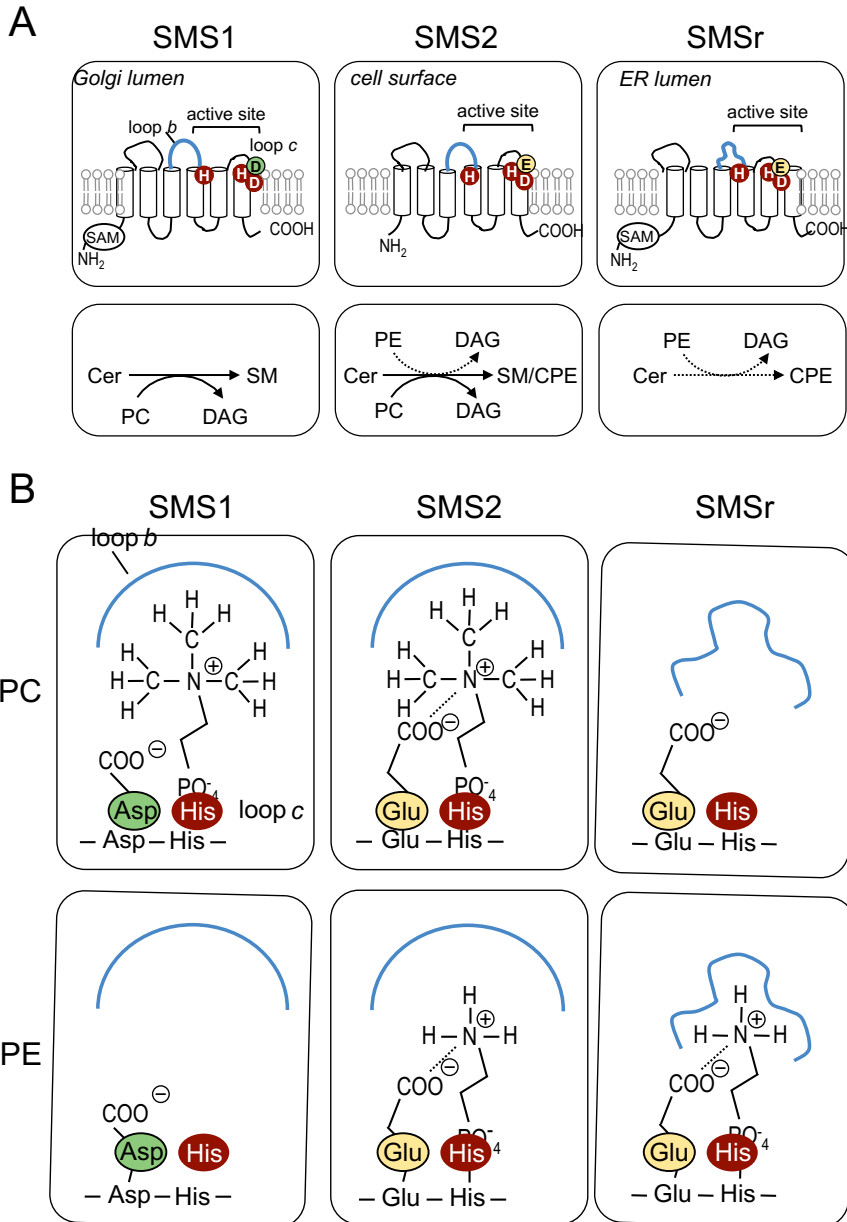 A
SMS1 SMS2 SMSr
Golgi lumen cell surface ER lumen
active site active site active site
loop b loop c
D E E
H H H H H H
D D D
SAM COOH COOH SAM COOH
NH2 NH2 NH2
PE DAG PE DAG
Cer SM Cer SM/CPE Cer CPE
PC DAG PC DAG
B
SMS1 SMS2 SMSr
loop b
H H H H
H C H H C H
H H H H
H C N + C H H C N + C H
H H H H
PC
COO − COO − COO −
PO-4 PO-4
Asp His loop c Glu His Glu His
– Asp – His – – Glu – His – – Glu – His –
PE
H H
H N + H H N + H
COO − COO − COO −
PO-4 PO-4
Asp His Glu His Glu His
– Asp – His – – Glu – His – – Glu – His –